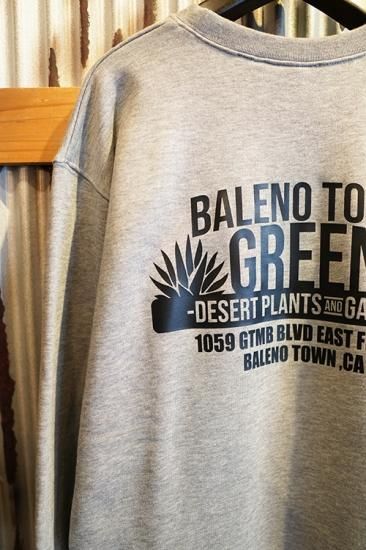 BALENO TO
GREEN
-DESERT PLANTS AND GA
1059 GTMB BLVD EAST F
BALENO TOWN ,CA